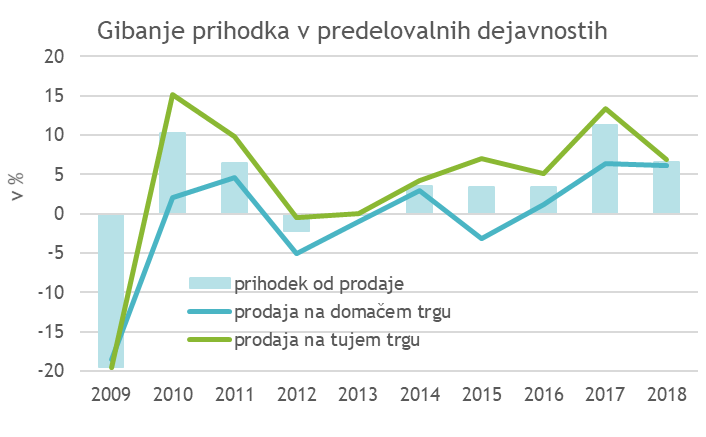 Gibanje prihodka v predelovalnih dejavnostih
v %
20
15
10
5
0
-5
-10
-15
-20
prihodek od prodaje
prodaja na domačem trgu
prodaja na tujem trgu
2009 2010 2011 2012 2013 2014 2015 2016 2017 2018